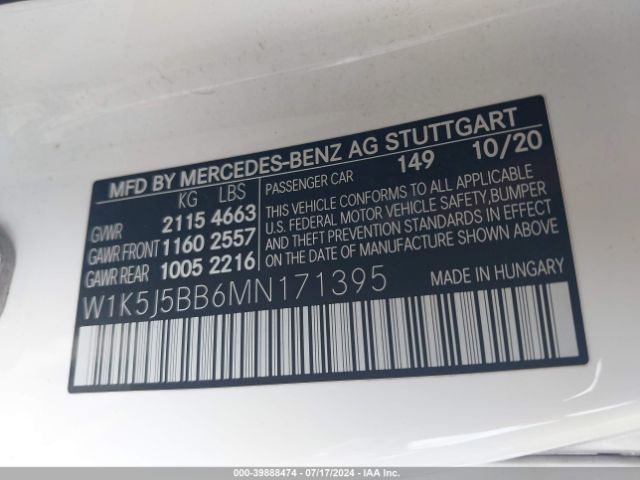 MFD BY MERCEDES-BENZ AG STUTTGART
KG LBS
GVWR 2115 4663
GAWR FRONT 1160 2557
GAWR REAR 1005 2216
PASSENGER CAR 149 10/20
THIS VEHICLE CONFORMS TO ALL APPLICABLE
U.S. FEDERAL MOTOR VEHICLE SAFETY,BUMPER
AND THEFT PREVENTION STANDARDS IN EFFECT
ON THE DATE OF MANUFACTURE SHOWN ABOVE
W1K5J5BB6MN171395
MADE IN HUNGARY
000-39888474 / 07/17/2024 - IAAI.COM